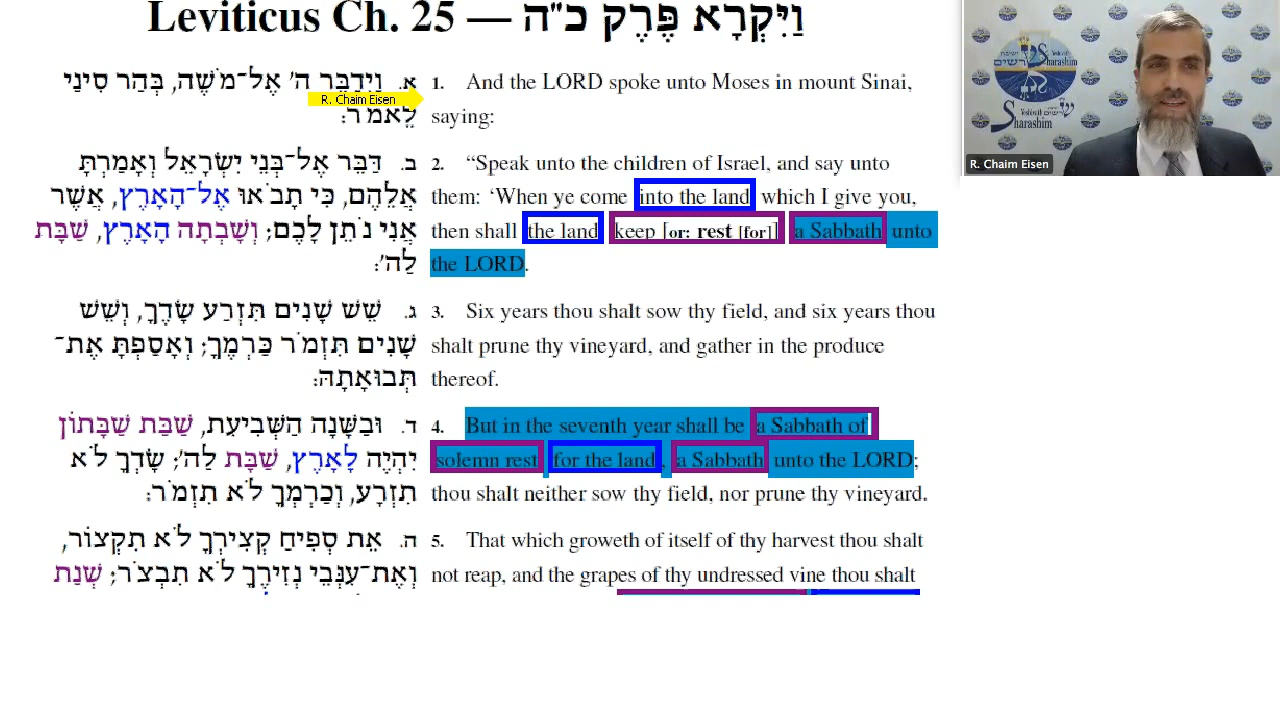 Leviticus Ch. 25 — וַיִּקְרָא פֶּרֶק כ"ה
א. וַיְדַבֵּר ה' אֶל־מֹשֶׁה, בְּהַר סִינַי
לֵאמֹר:
1. And the LORD spoke unto Moses in mount Sinai,
saying:
R. Chaim Eisen
ב. דַּבֵּר אֶל־בְּנֵי יִשְׂרָאֵל וְאָמַרְתָּ
אֲלֵהֶם, כִּי תָבֹאוּ אֶל־הָאָרֶץ, אֲשֶׁר
אֲנִי נֹתֵן לָכֶם; וְשָׁבְתָה הָאָרֶץ, שַׁבָּת
לַה':
2. “Speak unto the children of Israel, and say unto
them: ‘When ye come into the land which I give you,
then shall the land keep [or: rest [for]] a Sabbath unto
the LORD.
ג. שֵׁשׁ שָׁנִים תִּזְרַע שָׂדֶךָ, וְשֵׁשׁ
שָׁנִים תִּזְמֹר כַּרְמֶךָ; וְאָסַפְתָּ אֶת־
תְּבוּאָתָהּ:
3. Six years thou shalt sow thy field, and six years thou
shalt prune thy vineyard, and gather in the produce
thereof.
ד. וּבַשָּׁנָה הַשְּׁבִיעִת, שַׁבַּת שַׁבָּתוֹן
יִהְיֶה לָאָרֶץ, שַׁבָּת לַה'; שָׂדְךָ לֹא
תִזְרָע, וְכַרְמְךָ לֹא תִזְמֹר:
4. But in the seventh year shall be a Sabbath of
solemn rest for the land, a Sabbath unto the LORD;
thou shalt neither sow thy field, nor prune thy vineyard.
ה. אֵת סְפִיחַ קְצִירְךָ לֹא תִקְצוֹר,
וְאֶת־עִנְּבֵי נְזִירֶךָ לֹא תִבְצֹר; שְׁנַת
5. That which groweth of itself of thy harvest thou shalt
not reap, and the grapes of thy undressed vine thou shalt
Yeshivath
Sharashim
Yeshivath
Sharashim
R. Chaim Eisen